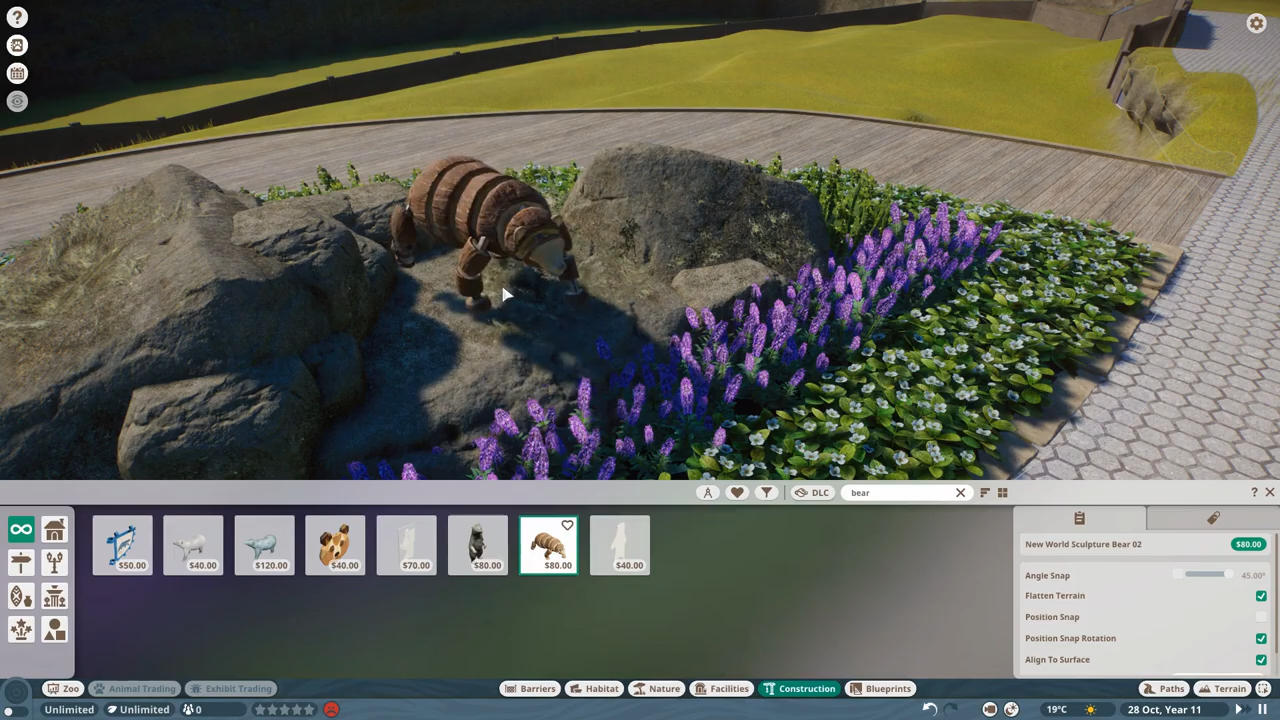 DLC
bear
?
$50.00
$40.00
$120.00
$40.00
$70.00
$80.00
$80.00
$40.00
New World Sculpture Bear 02
$80.00
Angle Snap
45.00°
Flatten Terrain
Position Snap
Position Snap Rotation
Align To Surface
Zoo
Animal Trading
Exhibit Trading
Barriers
Habitat
Nature
Facilities
Construction
Blueprints
Paths
Terrain
Unlimited
Unlimited
0
19°C
28 Oct, Year 11